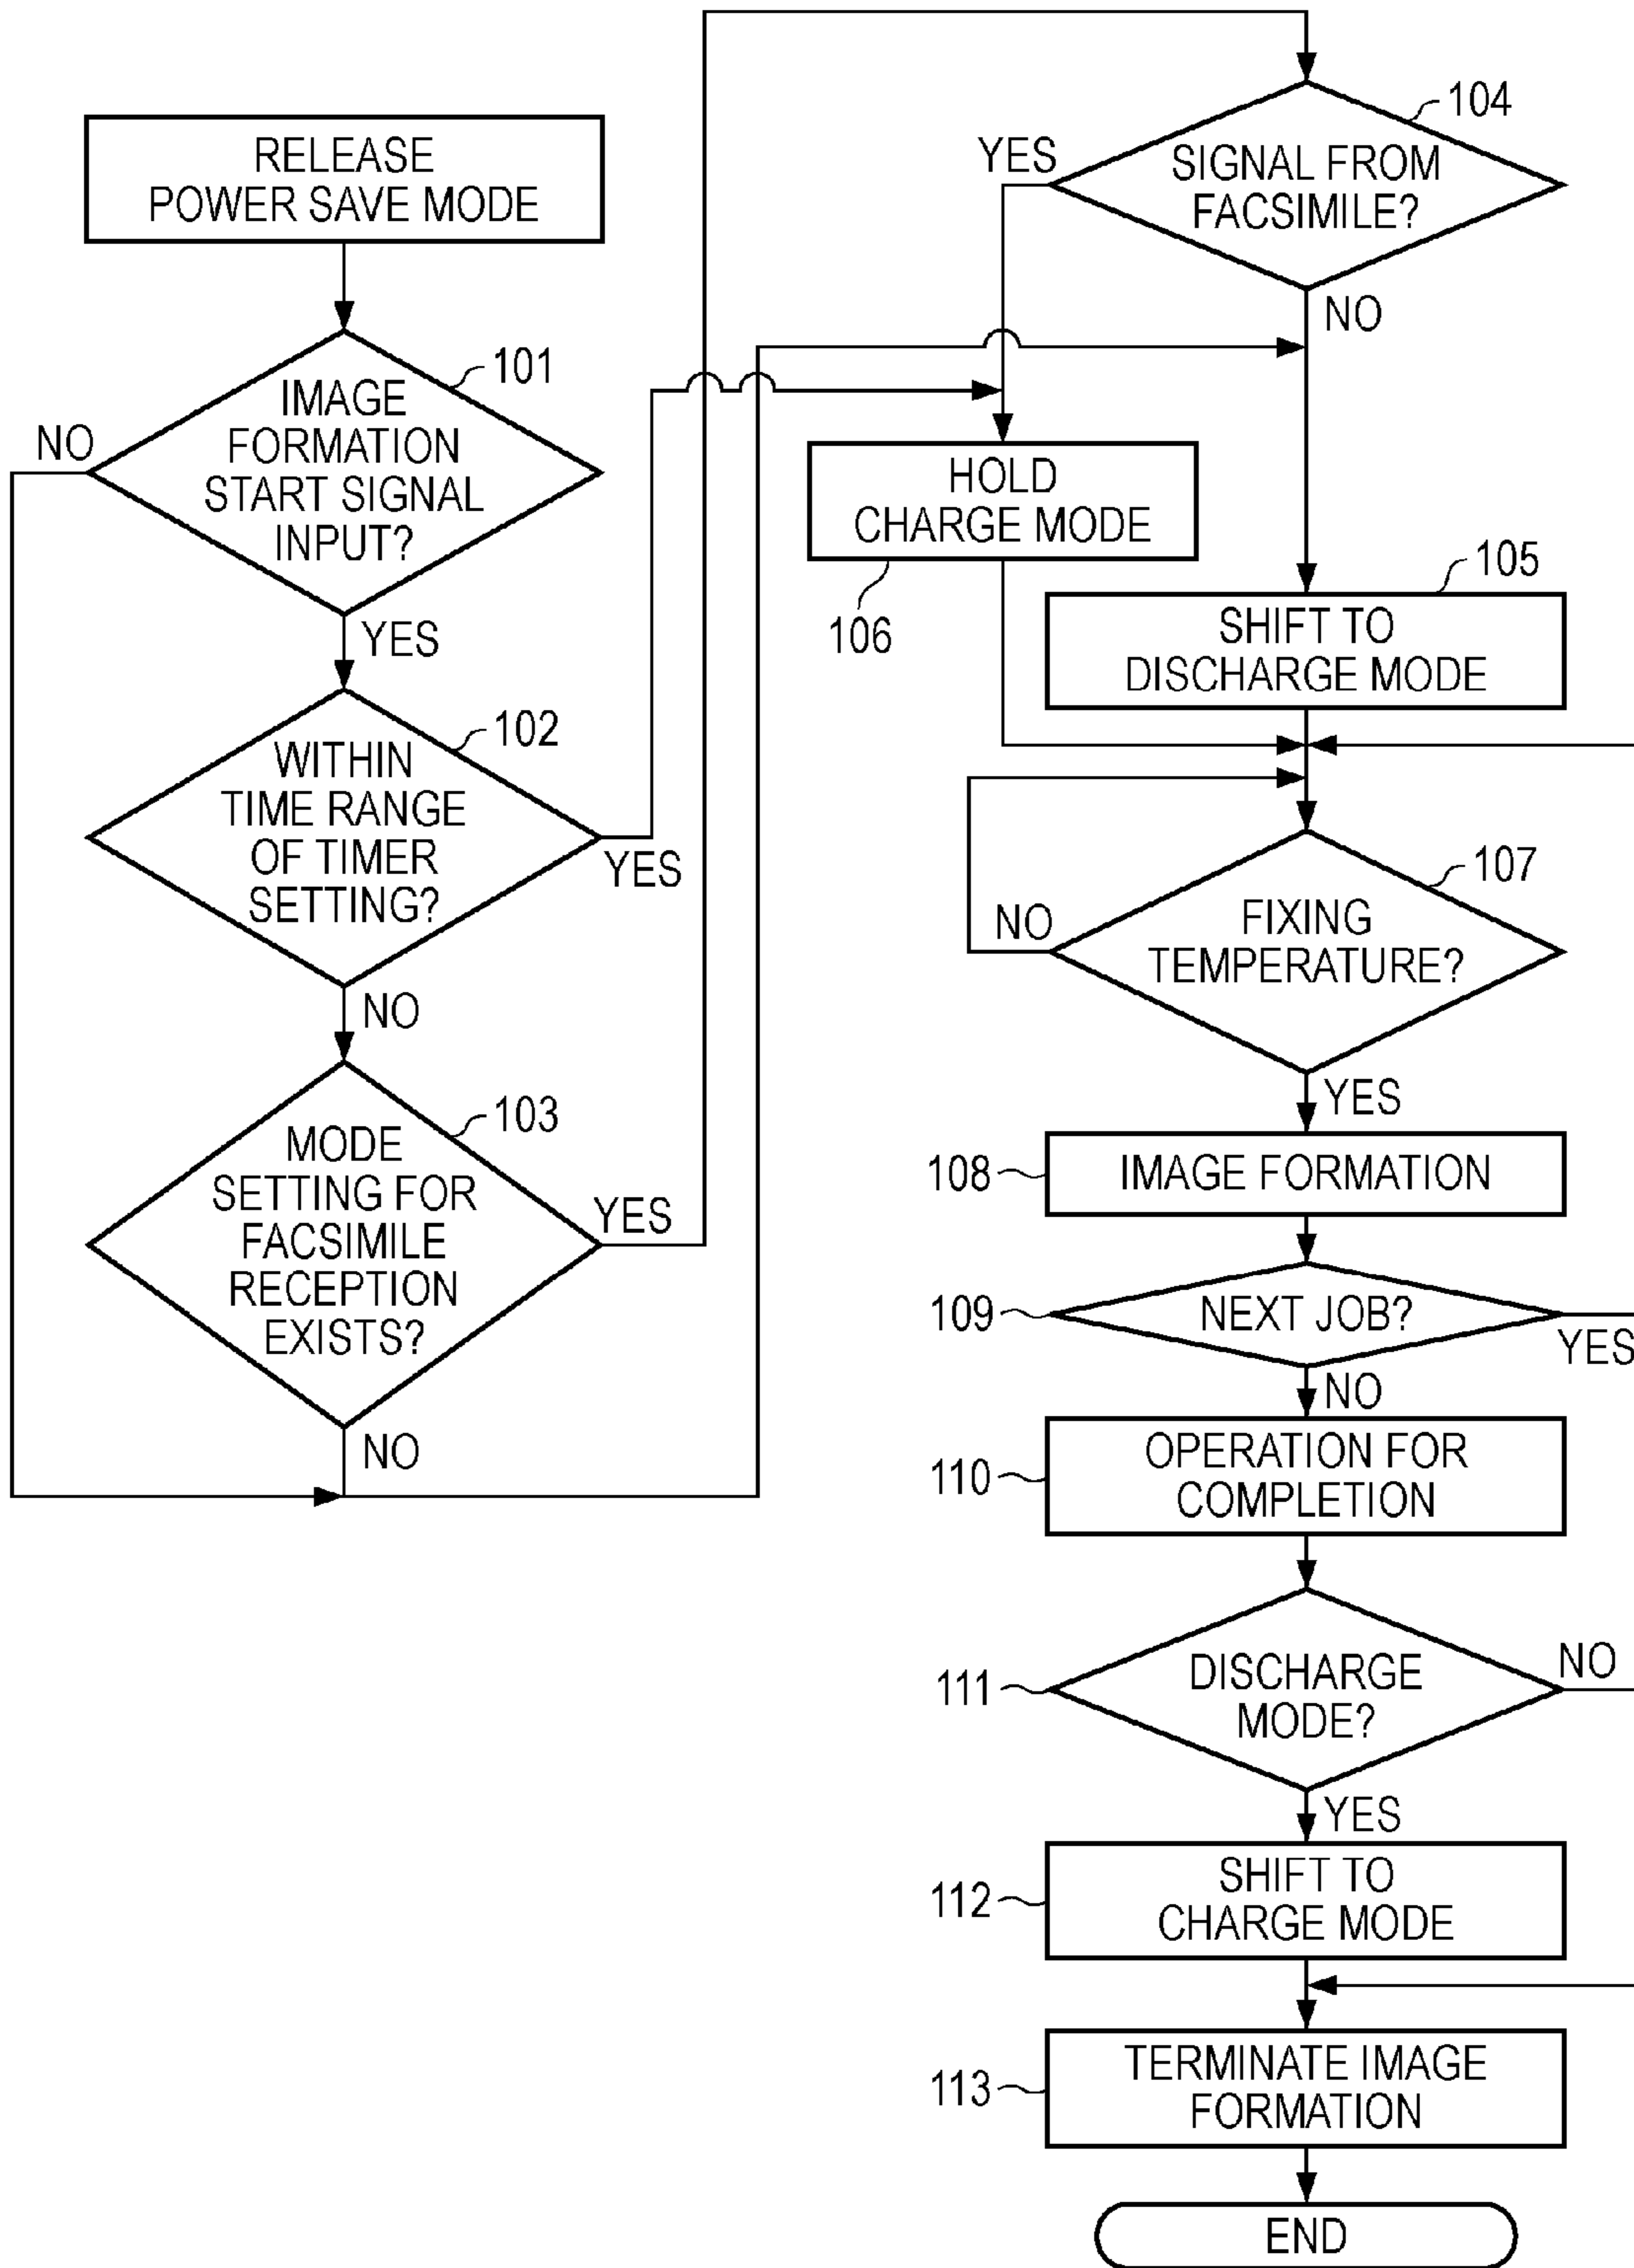 RELEASE
POWER SAVE MODE
101
IMAGE
FORMATION
START SIGNAL
INPUT?
NO
YES
102
WITHIN
TIME RANGE
OF TIMER
SETTING?
YES
NO
103
MODE
SETTING FOR
FACSIMILE
RECEPTION
EXISTS?
YES
NO
104
SIGNAL FROM
FACSIMILE?
YES
NO
HOLD
CHARGE MODE
106
105
SHIFT TO
DISCHARGE MODE
107
FIXING
TEMPERATURE?
NO
YES
108
IMAGE FORMATION
109
NEXT JOB?
YES
NO
110
OPERATION FOR
COMPLETION
111
DISCHARGE
MODE?
NO
YES
112
SHIFT TO
CHARGE MODE
113
TERMINATE IMAGE
FORMATION
END